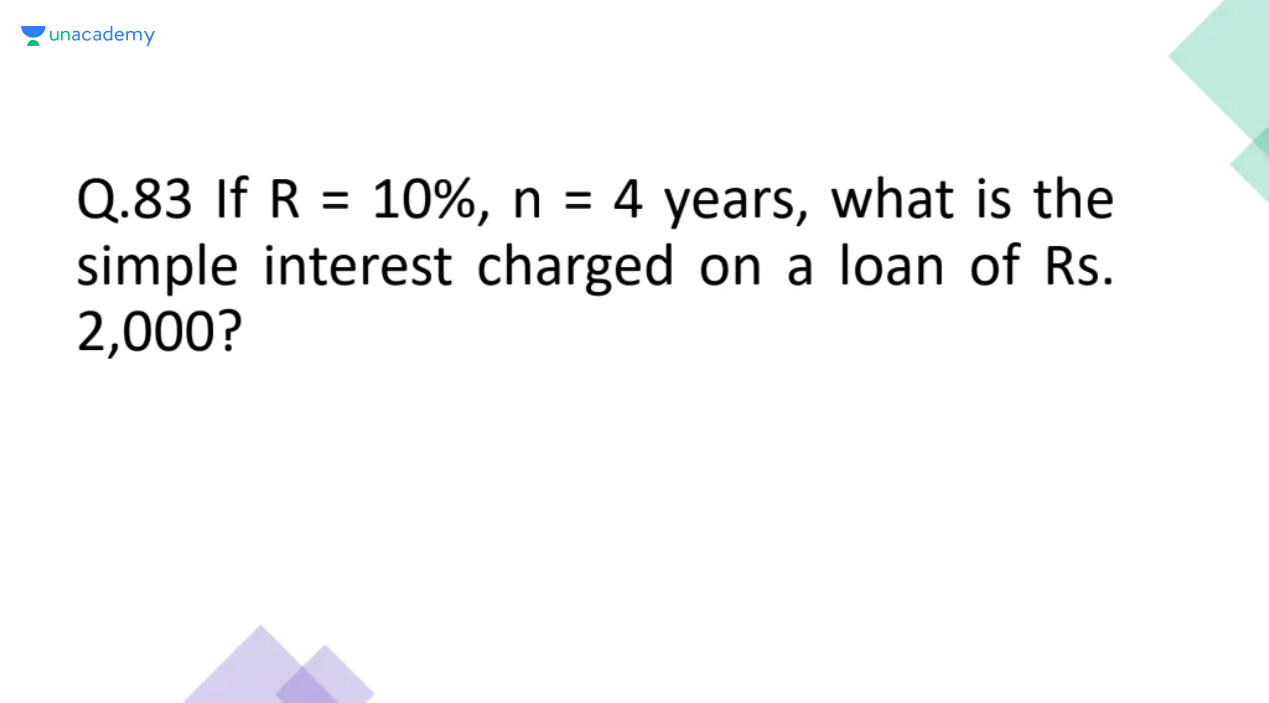 unacademy
Q.83 If R = 10%, n = 4 years, what is the
simple interest charged on a loan of Rs.
2,000?